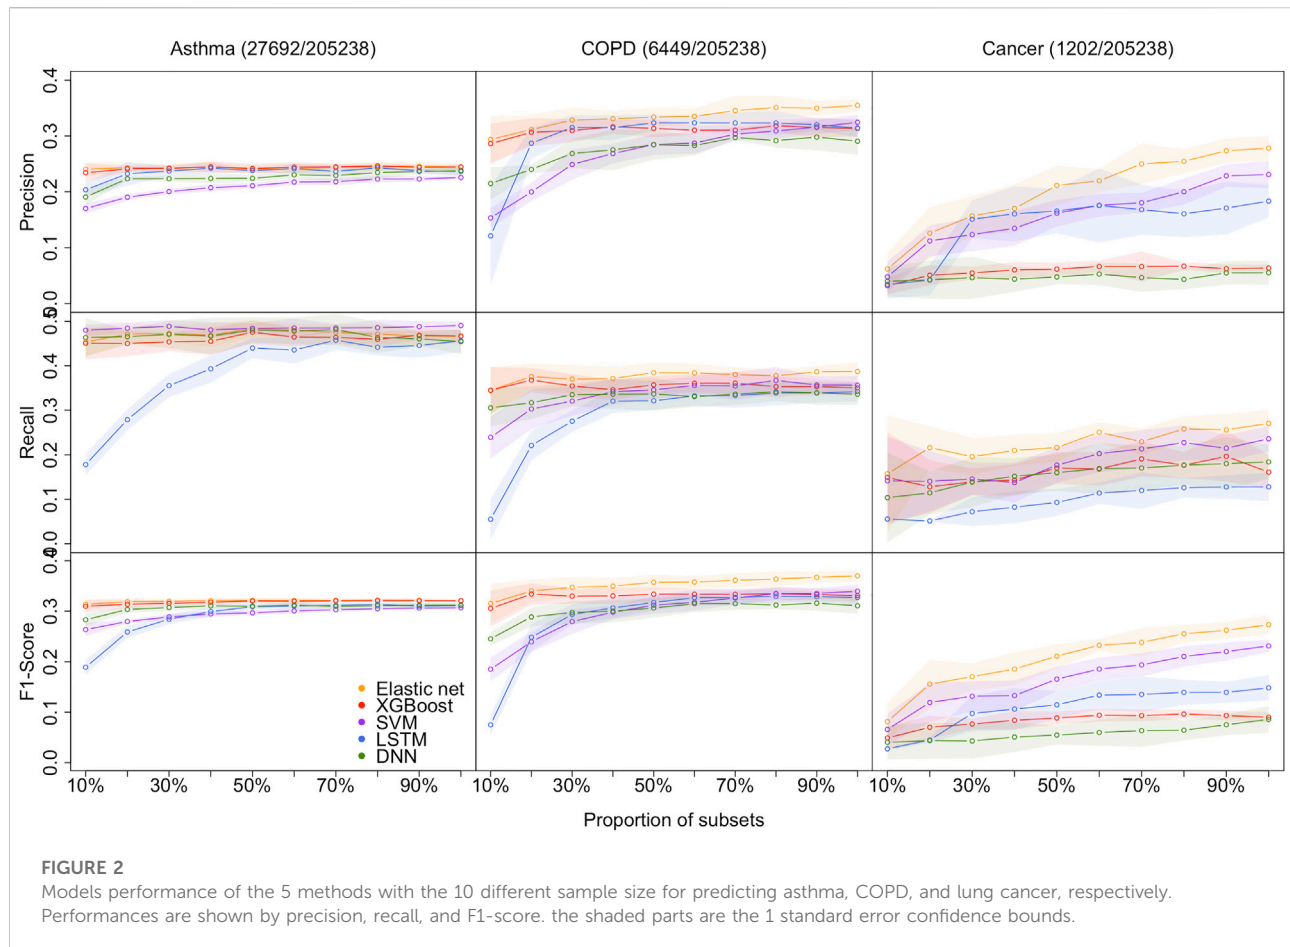 Asthma (27692/205238)
COPD (6449/205238)
Cancer (1202/205238)
Precision
0.4
0.3
0.2
0.1
0.0
Recall
0.5
0.4
0.3
0.2
0.1
0.0
F1-Score
0.4
0.3
0.2
0.1
0.0
Elastic net
XGBoost
SVM
LSTM
DNN
10% 30% 50% 70% 90%
10% 30% 50% 70% 90%
10% 30% 50% 70% 90%
Proportion of subsets
FIGURE 2
Models performance of the 5 methods with the 10 different sample size for predicting asthma, COPD, and lung cancer, respectively.
Performances are shown by precision, recall, and F1-score. the shaded parts are the 1 standard error confidence bounds.